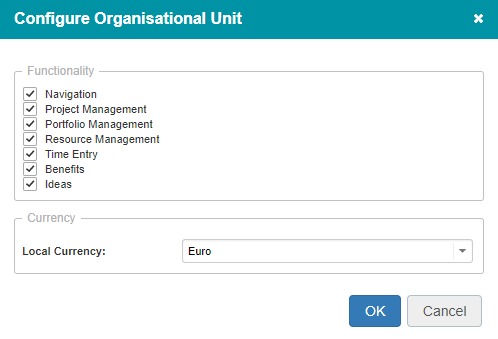 Configure Organisational Unit
Functionality
Navigation
Project Management
Portfolio Management
Resource Management
Time Entry
Benefits
Ideas
Currency
Local Currency: Euro
OK Cancel